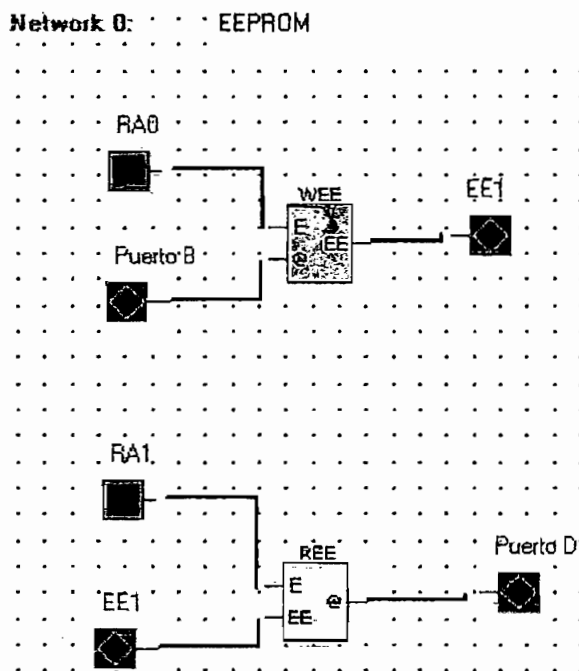 Network 0: EEPROM
RA0
WEE
E
EE
@
EE1
Puerto B
RA1
REE
E
@
EE
Puerto D
EE1